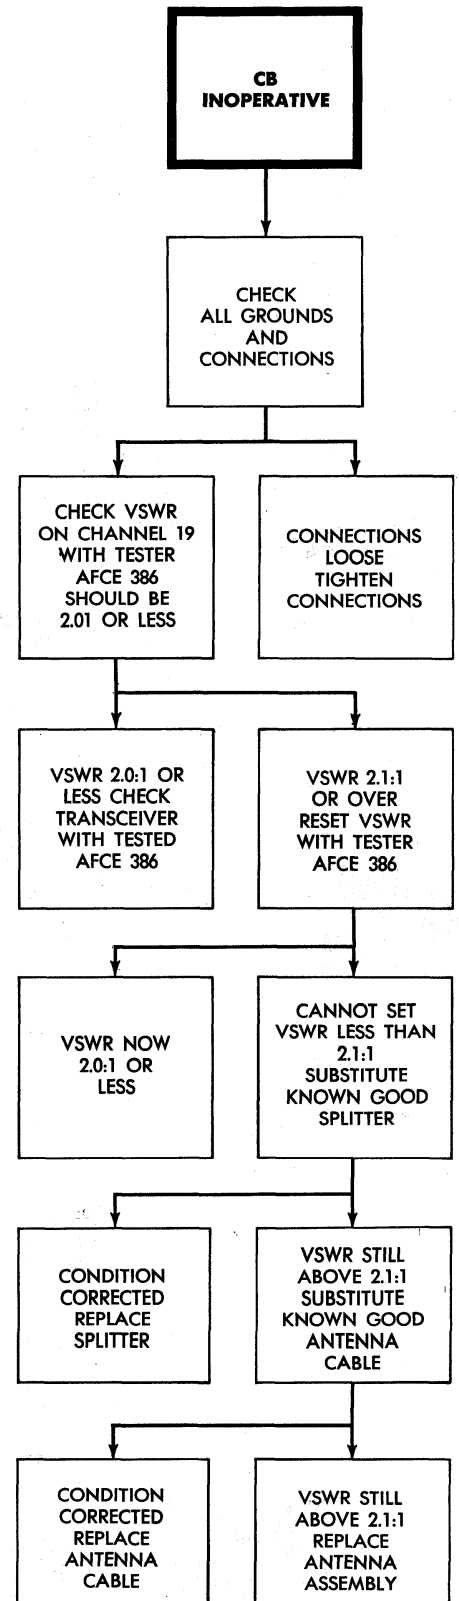 CB
INOPERATIVE
CHECK
ALL GROUNDS
AND
CONNECTIONS
CHECK VSWR
ON CHANNEL 19
WITH TESTER
AFCE 386
SHOULD BE
2.01 OR LESS
CONNECTIONS
LOOSE
TIGHTEN
CONNECTIONS
VSWR 2.0:1 OR
LESS CHECK
TRANSCEIVER
WITH TESTED
AFCE 386
VSWR 2.1:1
OR OVER
RESET VSWR
WITH TESTER
AFCE 386
VSWR NOW
2.0:1 OR
LESS
CANNOT SET
VSWR LESS THAN
2.1:1
SUBSTITUTE
KNOWN GOOD
SPLITTER
CONDITION
CORRECTED
REPLACE
SPLITTER
VSWR STILL
ABOVE 2.1:1
SUBSTITUTE
KNOWN GOOD
ANTENNA
CABLE
CONDITION
CORRECTED
REPLACE
ANTENNA
CABLE
VSWR STILL
ABOVE 2.1:1
REPLACE
ANTENNA
ASSEMBLY